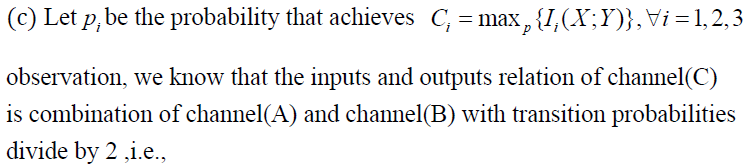 (c) Let p_i be the probability that achieves C_i = max_p {I_i(X;Y)}, ∀i = 1, 2, 3
observation, we know that the inputs and outputs relation of channel(C)
is combination of channel(A) and channel(B) with transition probabilities
divide by 2 ,i.e.,